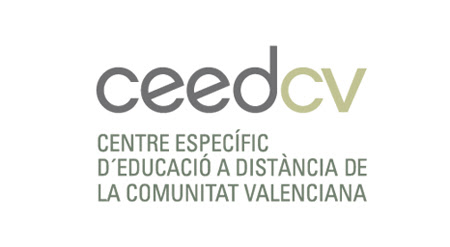 ceedcv
CENTRE ESPECÍFIC
D´EDUCACIÓ A DISTÀNCIA DE
LA COMUNITAT VALENCIANA